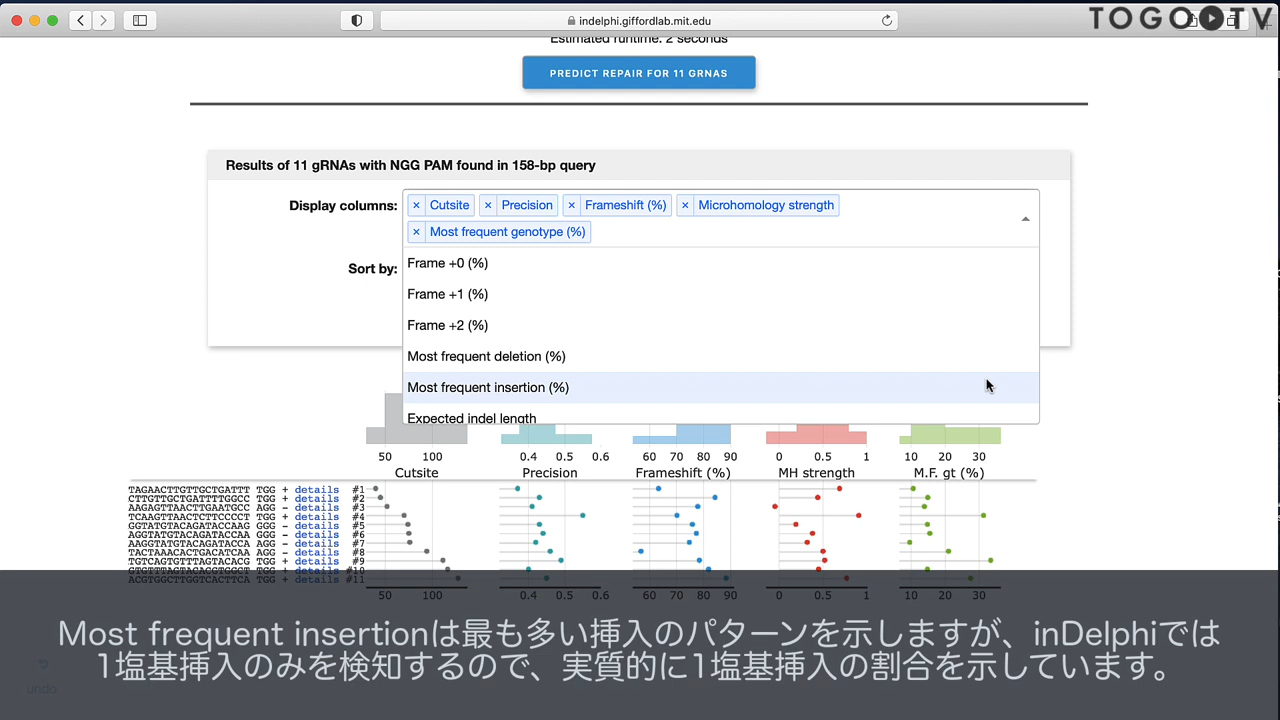 indelphi.giffordlab.mit.edu
TOGO TV
Estimated runtime: 2 seconds
PREDICT REPAIR FOR 11 GRNAS
Results of 11 gRNAs with NGG PAM found in 158-bp query
Display columns: × Cutsite × Precision × Frameshift (%) × Microhomology strength
× Most frequent genotype (%)
Frame +0 (%)
Sort by:
Frame +1 (%)
Frame +2 (%)
Most frequent deletion (%)
Most frequent insertion (%)
Expected indel length
50 100 0.4 0.5 0.6 60 70 80 90 0 0.5 1 10 20 30
Cutsite Precision Frameshift (%) MH strength M.F. gt (%)
TAGAACTTGTTGCTGATTT TGG + details #1
CTTGTTGCTGATTTTGGCC TGG + details #2
AAGAGTTAACTTGAATGCC AGG - details #3
TCAAGTTAACTCTTCCCCT TGG + details #4
GGTATGTACAGATACCAAG GGG - details #5
AGGTATGTACAGATACCAA GGG - details #6
AAGGTATGTACAGATACCA AGG - details #7
TACTAAACACTGACATCAA AGG - details #8
TGTCAGTGTTTAGTACACG TGG + details #9
GTGTTTAGTACACGTGGCT TGG + details #10
ACGTGGCTTGGTCACTTCA TGG + details #11
50 100 0.4 0.5 0.6 60 70 80 90 0 0.5 1 10 20 30
Most frequent insertionは最も多い挿入のパターンを示しますが、inDelphiでは
1塩基挿入のみを検知するので、実質的に1塩基挿入の割合を示しています。
undo